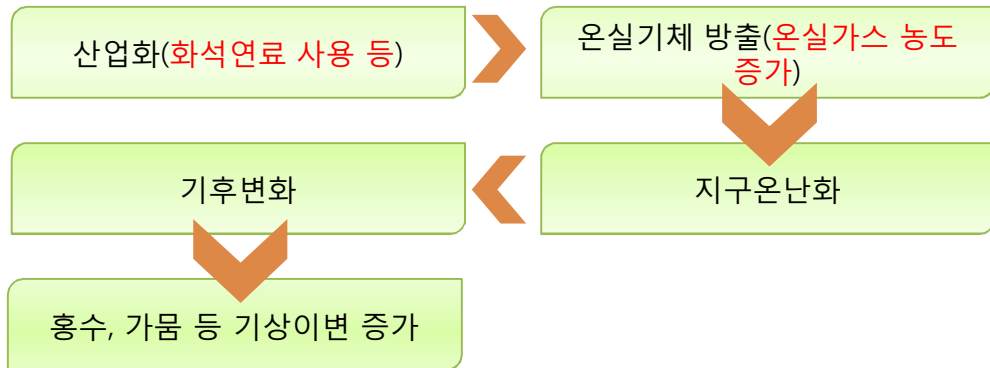 산업화(화석연료 사용 등)
온실기체 방출(온실가스 농도
증가)
지구온난화
기후변화
홍수, 가뭄 등 기상이변 증가